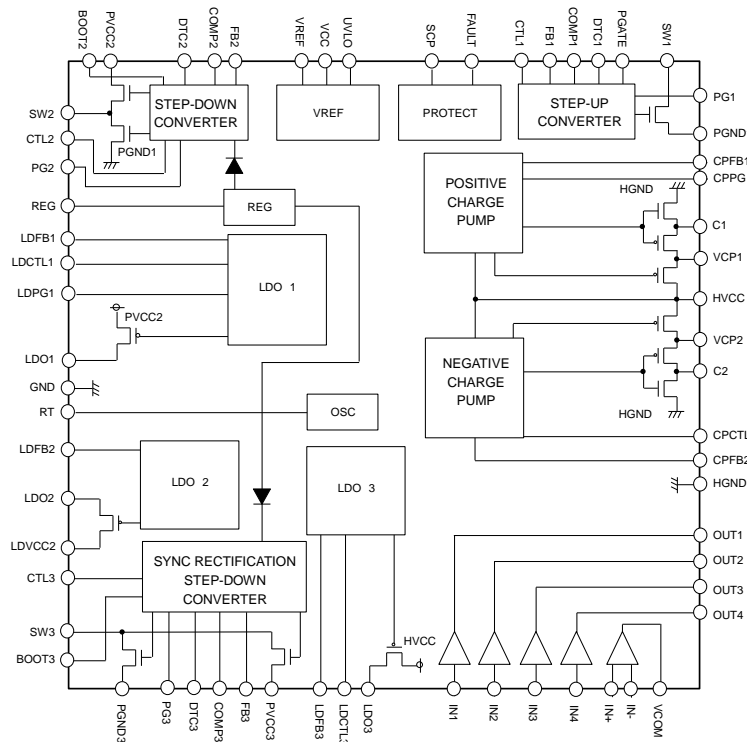 BOOT2
PVCC2
DTC2
COMP2
FB2
VREF
VCC
UVLO
SCP
FAULT
CTL1
FB1
COMP1
DTC1
PGATE
SW1
SW2
CTL2
PG2
REG
LDFB1
LDCTL1
LDPG1
LDO1
GND
RT
LDFB2
LDO2
LDVCC2
CTL3
SW3
BOOT3
STEP-DOWN
CONVERTER
PGND1
VREF
PROTECT
STEP-UP
CONVERTER
REG
LDO 1
PVCC2
POSITIVE
CHARGE
PUMP
HGND
NEGATIVE
CHARGE
PUMP
HGND
OSC
LDO 2
LDO 3
SYNC RECTIFICATION
STEP-DOWN
CONVERTER
HVCC
PG1
PGND
CPFB1
CPPG
C1
VCP1
HVCC
VCP2
C2
CPCTL
CPFB2
HGND
OUT1
OUT2
OUT3
OUT4
PGND3
PG3
DTC3
COMP3
FB3
PVCC3
LDFB3
LDCTL3
LDO3
IN1
IN2
IN3
IN4
IN+
IN-
VCOM